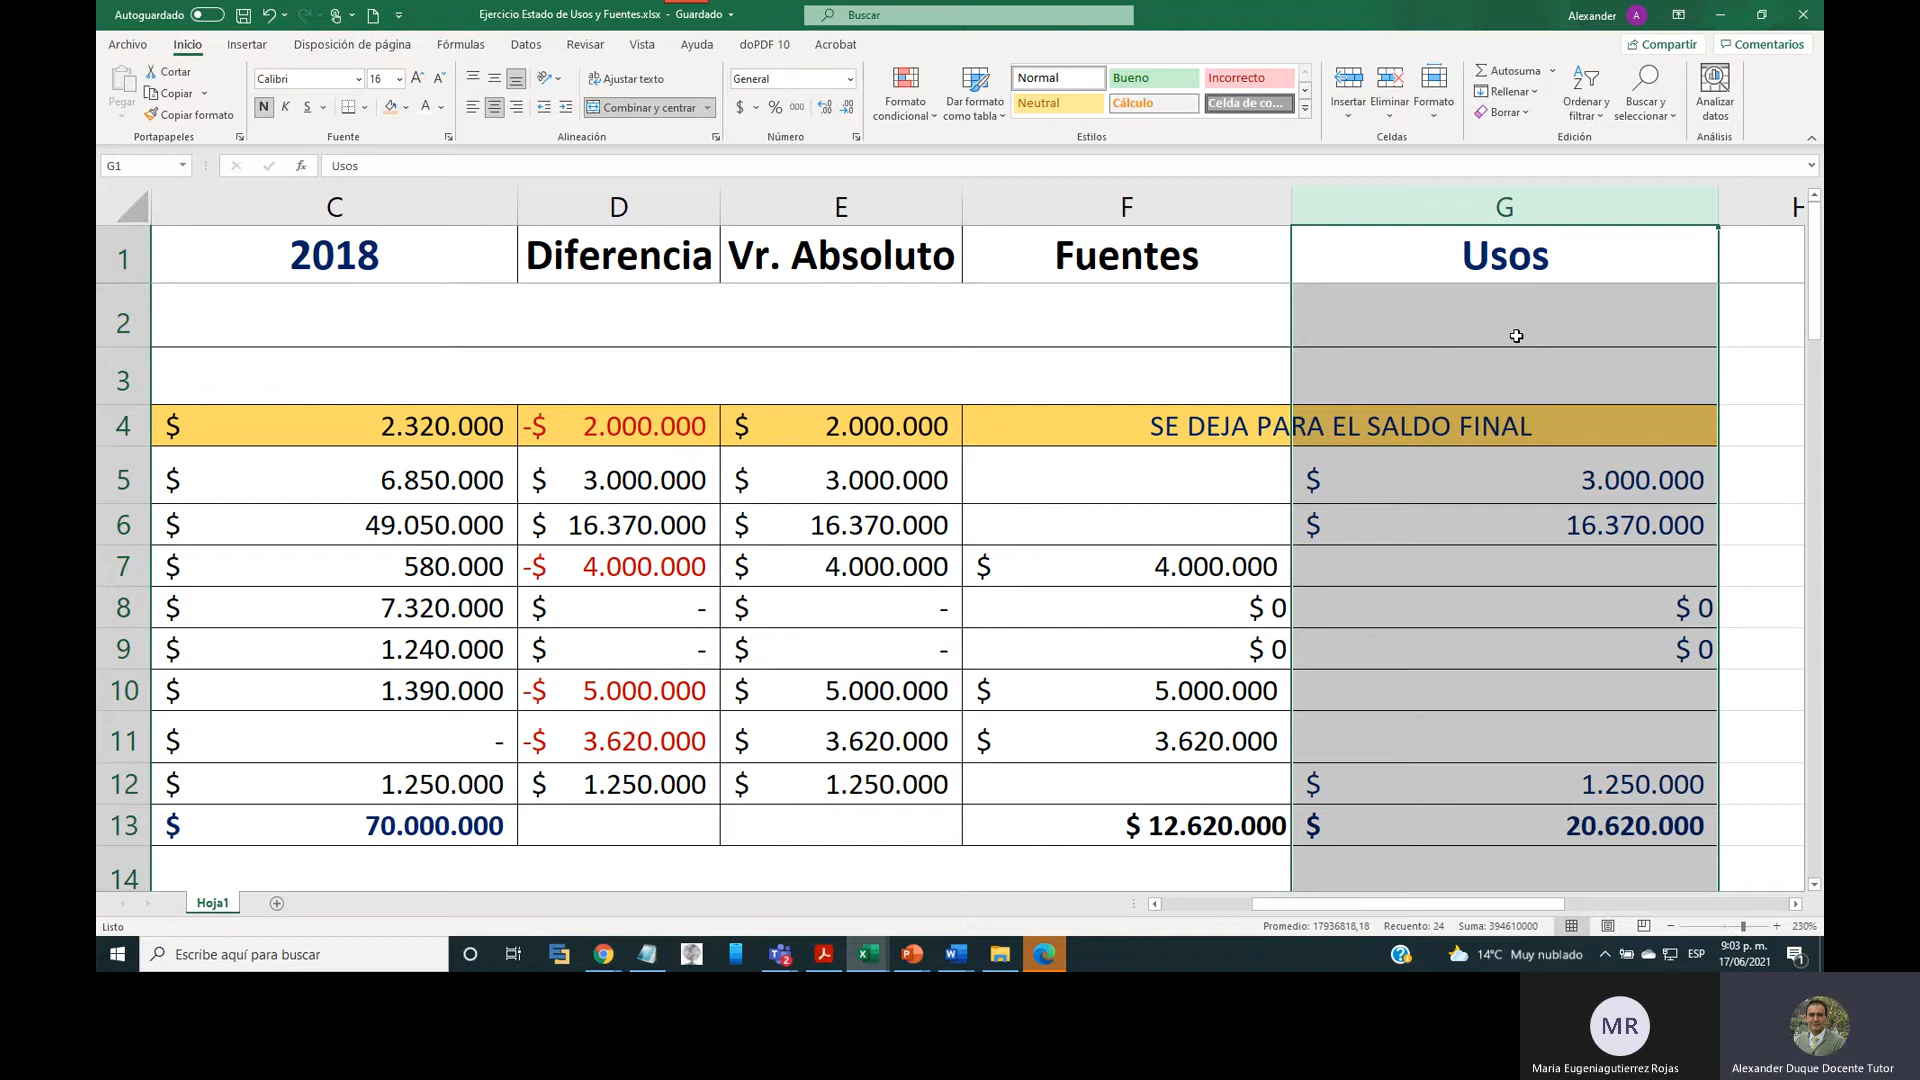 Autoguardado
Ejercicio Estado de Usos y Fuentes.xlsx - Guardado
Buscar
Alexander A
Archivo Inicio Insertar Disposición de página Fórmulas Datos Revisar Vista Ayuda doPDF 10 Acrobat
Compartir Comentarios
Pegar
Cortar
Copiar
Copiar formato
Portapapeles
Calibri 16
N K S
Fuente
Ajustar texto
Combinar y centrar
Alineación
General
$ % 000
Número
Formato condicional
Dar formato como tabla
Normal Bueno Incorrecto
Neutral Cálculo Celda de co...
Estilos
Insertar Eliminar Formato
Celdas
Autosuma
Rellenar
Borrar
Ordenar y filtrar
Buscar y seleccionar
Edición
Analizar datos
Análisis
G1 fx Usos
C D E F G H
1 2018 Diferencia Vr. Absoluto Fuentes Usos
2
3
4 $ 2.320.000 -$ 2.000.000 $ 2.000.000 SE DEJA PARA EL SALDO FINAL
5 $ 6.850.000 $ 3.000.000 $ 3.000.000 $ 3.000.000
6 $ 49.050.000 $ 16.370.000 $ 16.370.000 $ 16.370.000
7 $ 580.000 -$ 4.000.000 $ 4.000.000 $ 4.000.000
8 $ 7.320.000 $ - $ - $ 0 $ 0
9 $ 1.240.000 $ - $ - $ 0 $ 0
10 $ 1.390.000 -$ 5.000.000 $ 5.000.000 $ 5.000.000
11 $ - -$ 3.620.000 $ 3.620.000 $ 3.620.000
12 $ 1.250.000 $ 1.250.000 $ 1.250.000 $ 1.250.000
13 $ 70.000.000 $ 12.620.000 $ 20.620.000
14
Hoja1
Listo
Promedio: 17936818,18 Recuento: 24 Suma: 394610000 230%
Escribe aquí para buscar
14°C Muy nublado
ESP
9:03 p. m.
17/06/2021
MR
Maria Eugeniagutierrez Rojas
Alexander Duque Docente Tutor